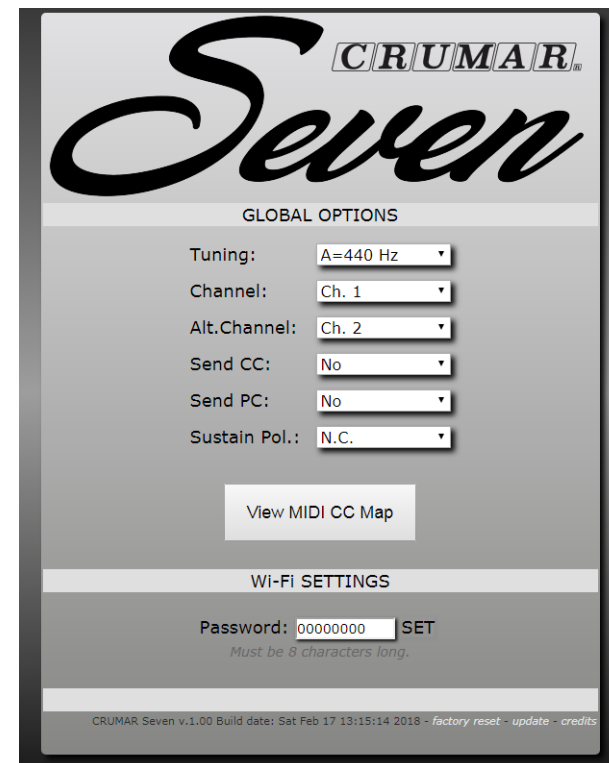 CRUMAR®
Seven
GLOBAL OPTIONS
Tuning: A=440 Hz
Channel: Ch. 1
Alt.Channel: Ch. 2
Send CC: No
Send PC: No
Sustain Pol.: N.C.
View MIDI CC Map
Wi-Fi SETTINGS
Password: 00000000 SET
Must be 8 characters long.
CRUMAR Seven v.1.00 Build date: Sat Feb 17 13:15:14 2018 - factory reset - update - credits